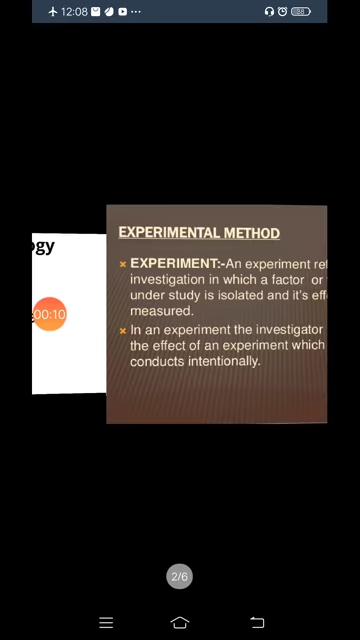 12:08
88
ogy
EXPERIMENTAL METHOD
EXPERIMENT:-An experiment ref
investigation in which a factor or
under study is isolated and it's eff
measured.
00:10
In an experiment the investigator
the effect of an experiment which
conducts intentionally.
2/6